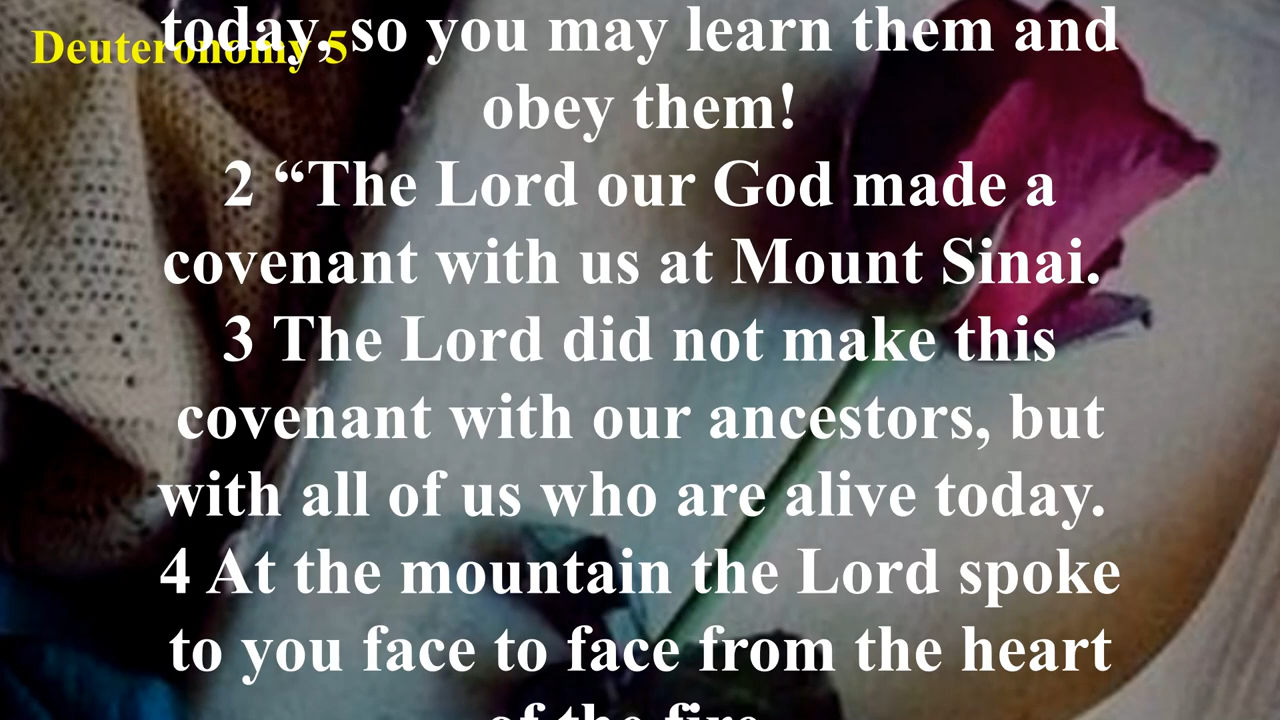 Deuteronomy 5
today, so you may learn them and
obey them!
2 “The Lord our God made a
covenant with us at Mount Sinai.
3 The Lord did not make this
covenant with our ancestors, but
with all of us who are alive today.
4 At the mountain the Lord spoke
to you face to face from the heart
of the fire.